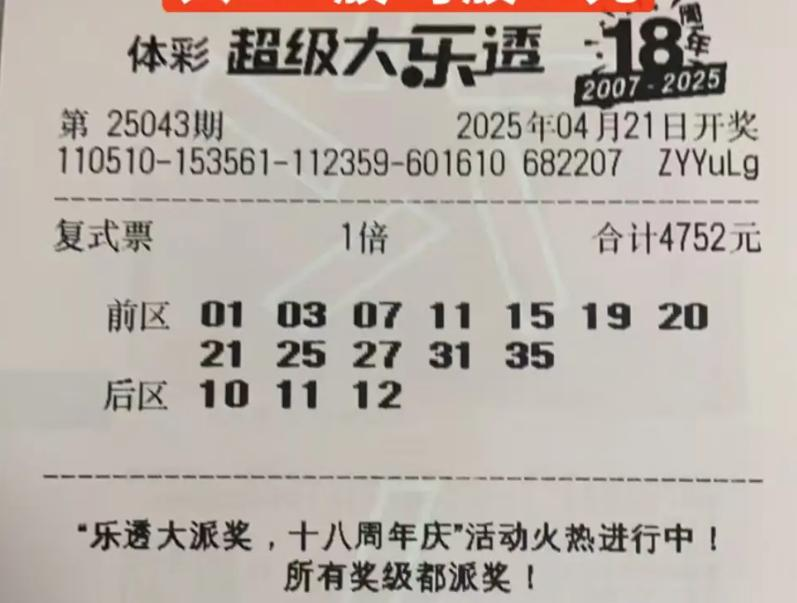 体彩 超级大乐透 18周年
2007-2025
第 25043期 2025年04月21日开奖
110510-153561-112359-601610 682207 ZYYuLg
复式票 1倍 合计4752元
前区 01 03 07 11 15 19 20
21 25 27 31 35
后区 10 11 12
“乐透大派奖，十八周年庆”活动火热进行中！
所有奖级都派奖！